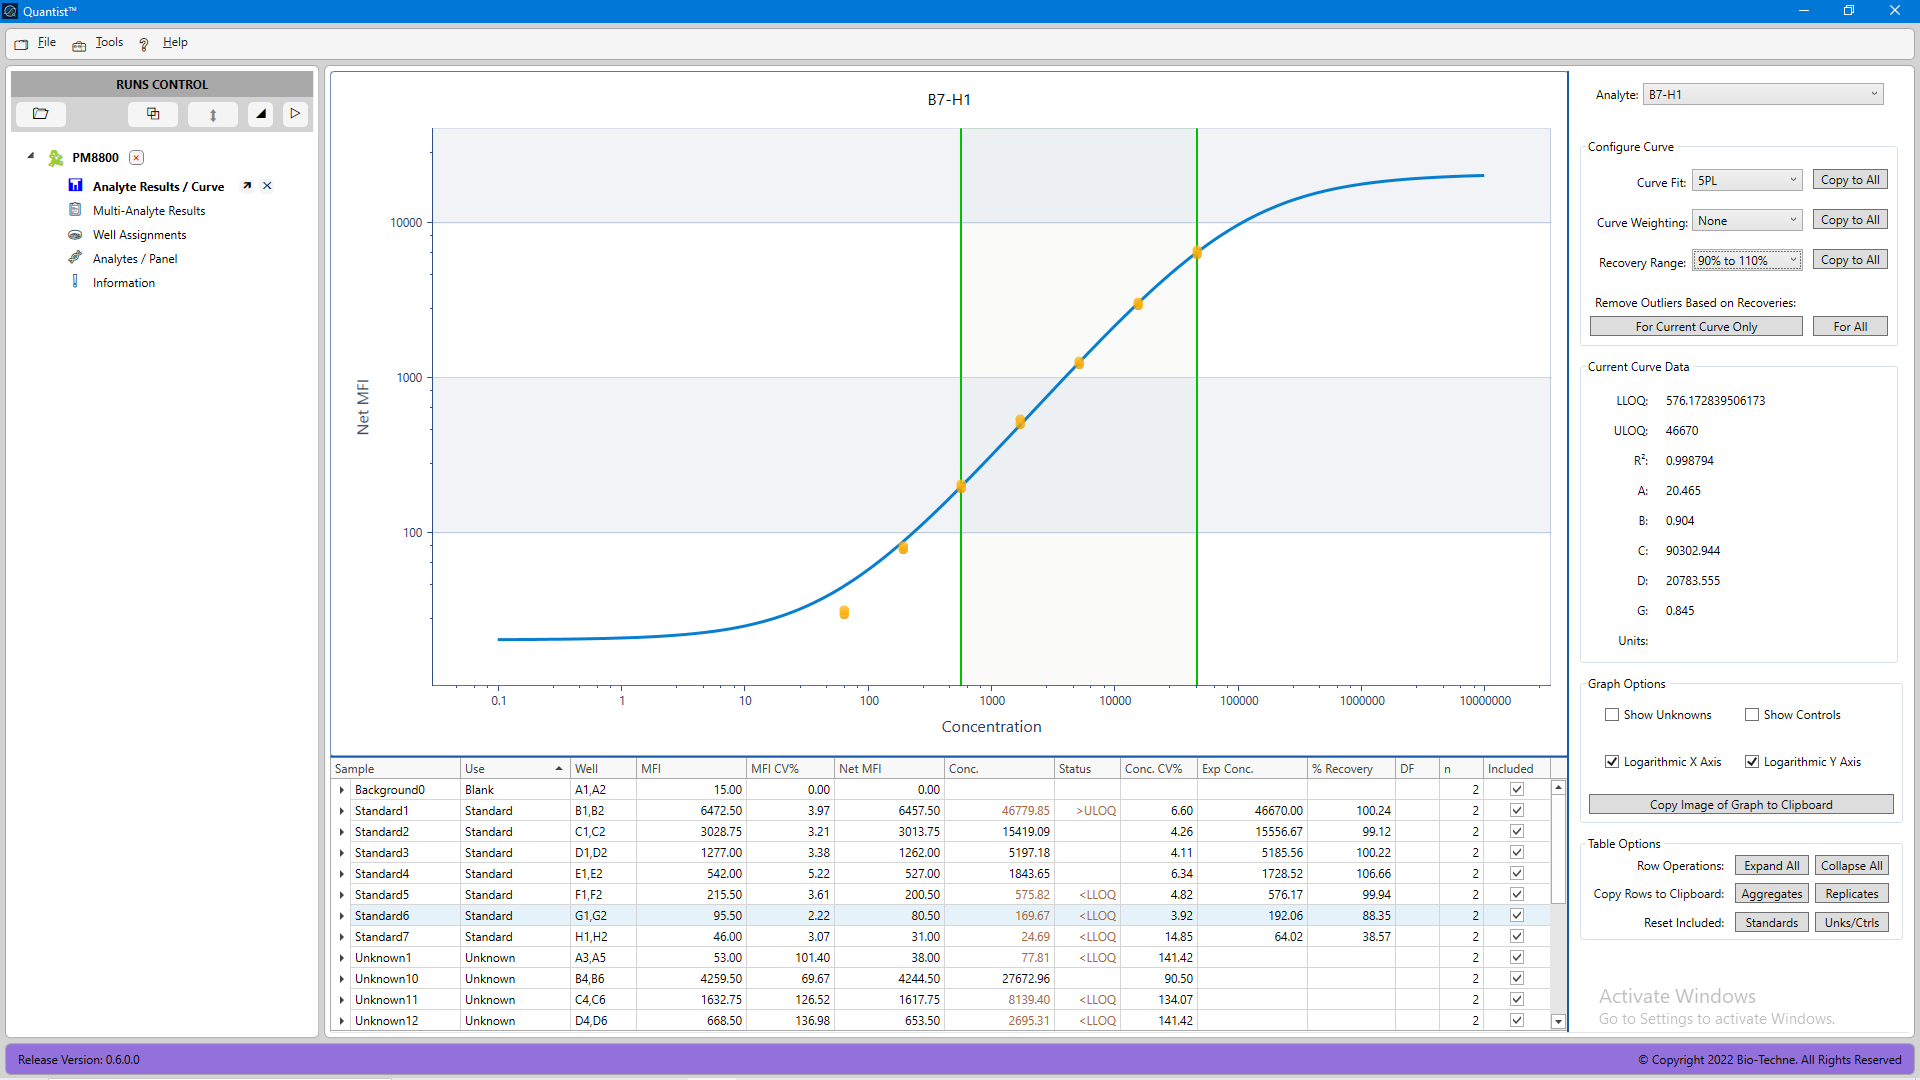 Quantist™
File Tools ? Help
RUNS CONTROL
PM8800
Analyte Results / Curve
Multi-Analyte Results
Well Assignments
Analytes / Panel
Information
B7-H1
Net MFI
10000
1000
100
0.1 1 10 100 1000 10000 100000 1000000 10000000
Concentration
Sample Use Well MFI MFI CV% Net MFI Conc. Status Conc. CV% Exp Conc. % Recovery DF n Included
Background0 Blank A1,A2 15.00 0.00 0.00 2
Standard1 Standard B1,B2 6472.50 3.97 6457.50 46779.85 >ULOQ 6.60 46670.00 100.24 2
Standard2 Standard C1,C2 3028.75 3.21 3013.75 15419.09 4.26 15556.67 99.12 2
Standard3 Standard D1,D2 1277.00 3.38 1262.00 5197.18 4.11 5185.56 100.22 2
Standard4 Standard E1,E2 542.00 5.22 527.00 1843.65 6.34 1728.52 106.66 2
Standard5 Standard F1,F2 215.50 3.61 200.50 575.82 <LLOQ 4.82 576.17 99.94 2
Standard6 Standard G1,G2 95.50 2.22 80.50 169.67 <LLOQ 3.92 192.06 88.35 2
Standard7 Standard H1,H2 46.00 3.07 31.00 24.69 <LLOQ 14.85 64.02 38.57 2
Unknown1 Unknown A3,A5 53.00 101.40 38.00 77.81 <LLOQ 141.42 2
Unknown10 Unknown B4,B6 4259.50 69.67 4244.50 27672.96 90.50 2
Unknown11 Unknown C4,C6 1632.75 126.52 1617.75 8139.40 <LLOQ 134.07 2
Unknown12 Unknown D4,D6 668.50 136.98 653.50 2695.31 <LLOQ 141.42 2
Analyte: B7-H1
Configure Curve
Curve Fit: 5PL Copy to All
Curve Weighting: None Copy to All
Recovery Range: 90% to 110% Copy to All
Remove Outliers Based on Recoveries:
For Current Curve Only For All
Current Curve Data
LLOQ: 576.172839506173
ULOQ: 46670
R²: 0.998794
A: 20.465
B: 0.904
C: 90302.944
D: 20783.555
G: 0.845
Units:
Graph Options
Show Unknowns Show Controls
Logarithmic X Axis Logarithmic Y Axis
Copy Image of Graph to Clipboard
Table Options
Row Operations: Expand All Collapse All
Copy Rows to Clipboard: Aggregates Replicates
Reset Included: Standards Unks/Ctrls
Activate Windows
Go to Settings to activate Windows.
Release Version: 0.6.0.0
© Copyright 2022 Bio-Techne. All Rights Reserved